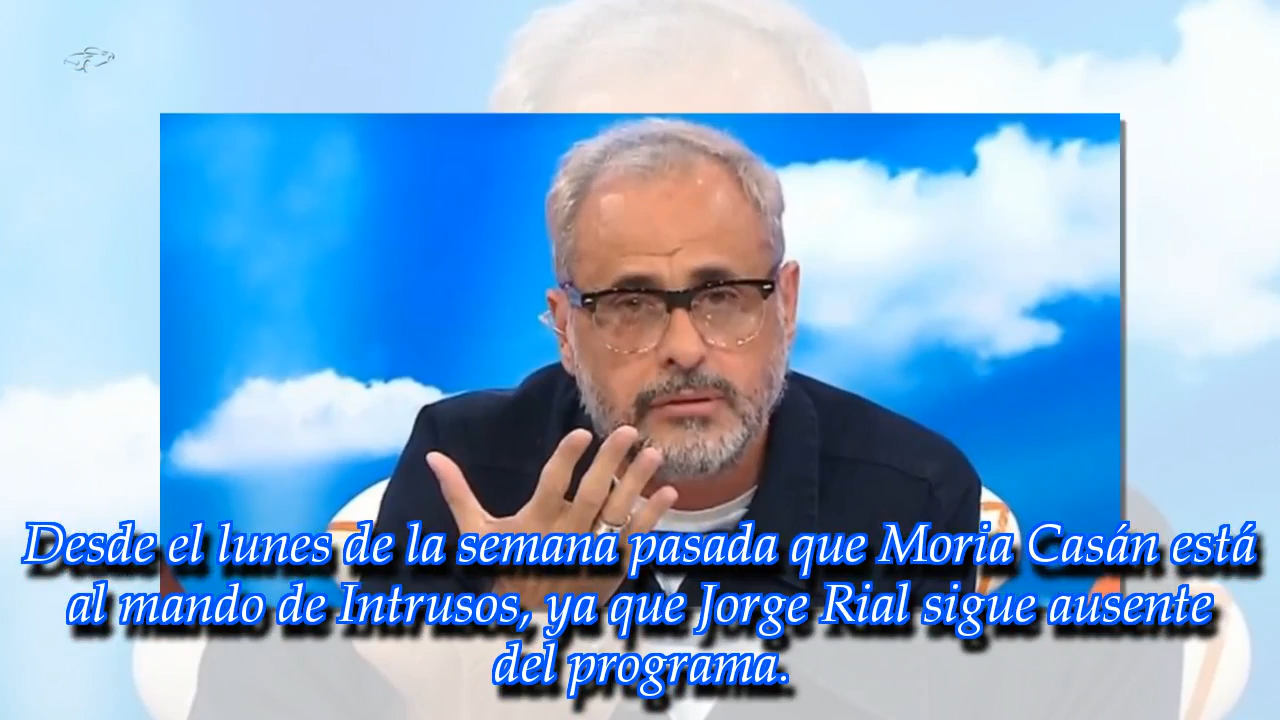 Desde el lunes de la semana pasada que Moria Casán está
al mando de Intrusos, ya que Jorge Rial sigue ausente
del programa.